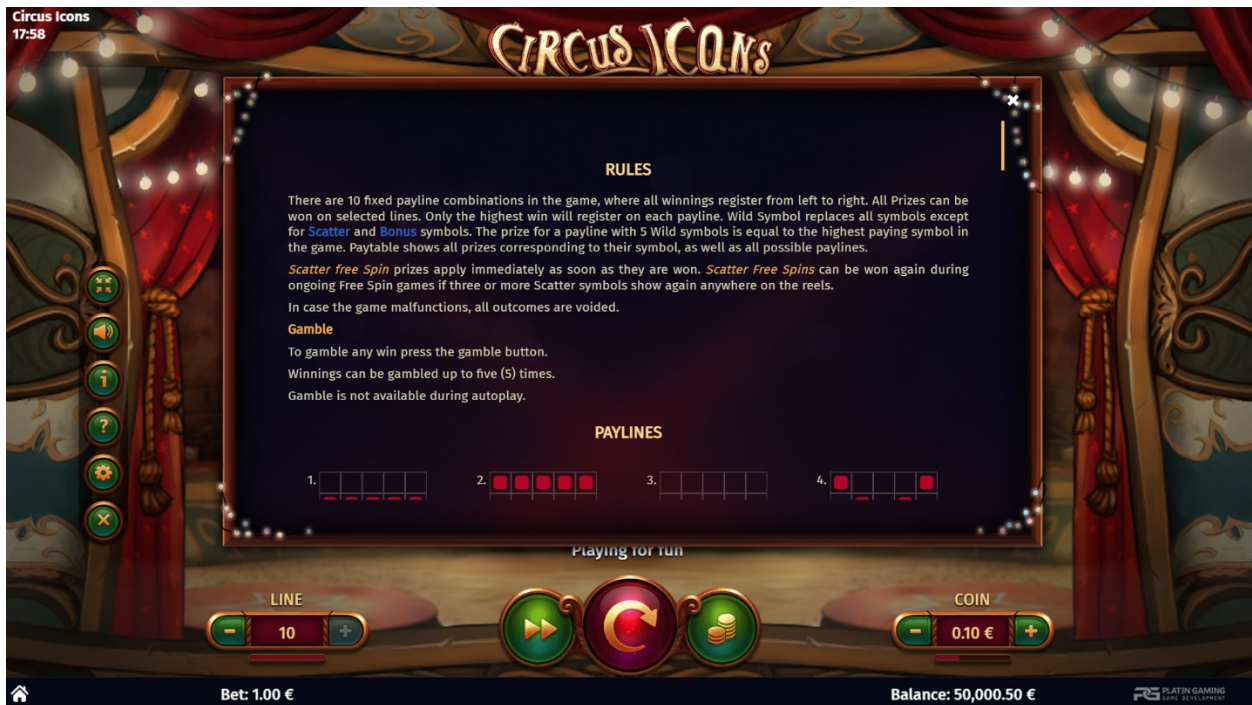 Circus Icons
17:58
CIRCUS ICONS
RULES
There are 10 fixed payline combinations in the game, where all winnings register from left to right. All Prizes can be
won on selected lines. Only the highest win will register on each payline. Wild Symbol replaces all symbols except
for Scatter and Bonus symbols. The prize for a payline with 5 Wild symbols is equal to the highest paying symbol in
the game. Paytable shows all prizes corresponding to their symbol, as well as all possible paylines.
Scatter free Spin prizes apply immediately as soon as they are won. Scatter Free Spins can be won again during
ongoing Free Spin games if three or more Scatter symbols show again anywhere on the reels.
In case the game malfunctions, all outcomes are voided.
Gamble
To gamble any win press the gamble button.
Winnings can be gambled up to five (5) times.
Gamble is not available during autoplay.
PAYLINES
1. 2. 3. 4.
Playing for fun
LINE
10
COIN
0.10 €
Bet: 1.00 €
Balance: 50,000.50 €
PG PLATIN GAMING
GAME DEVELOPMENT